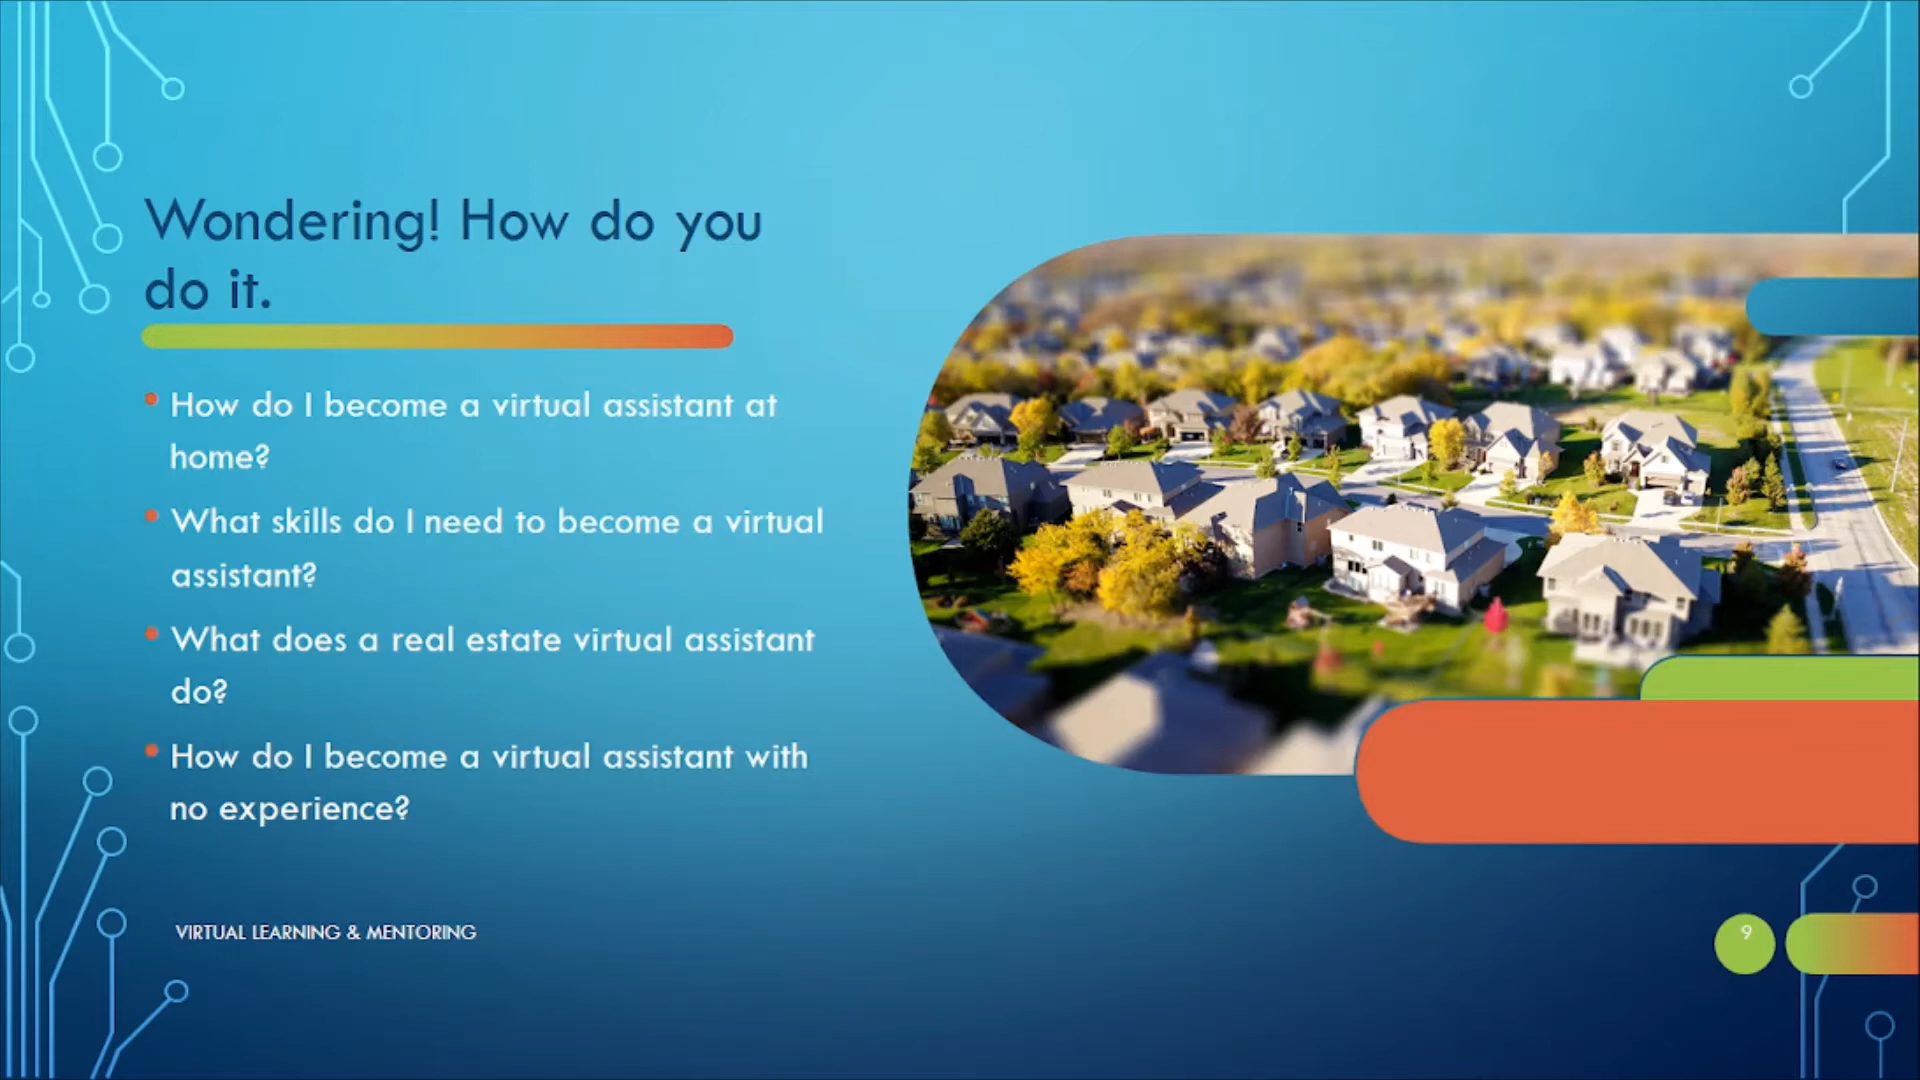 Wondering! How do you
do it.
How do I become a virtual assistant at
home?
What skills do I need to become a virtual
assistant?
What does a real estate virtual assistant
do?
How do I become a virtual assistant with
no experience?
VIRTUAL LEARNING & MENTORING
9